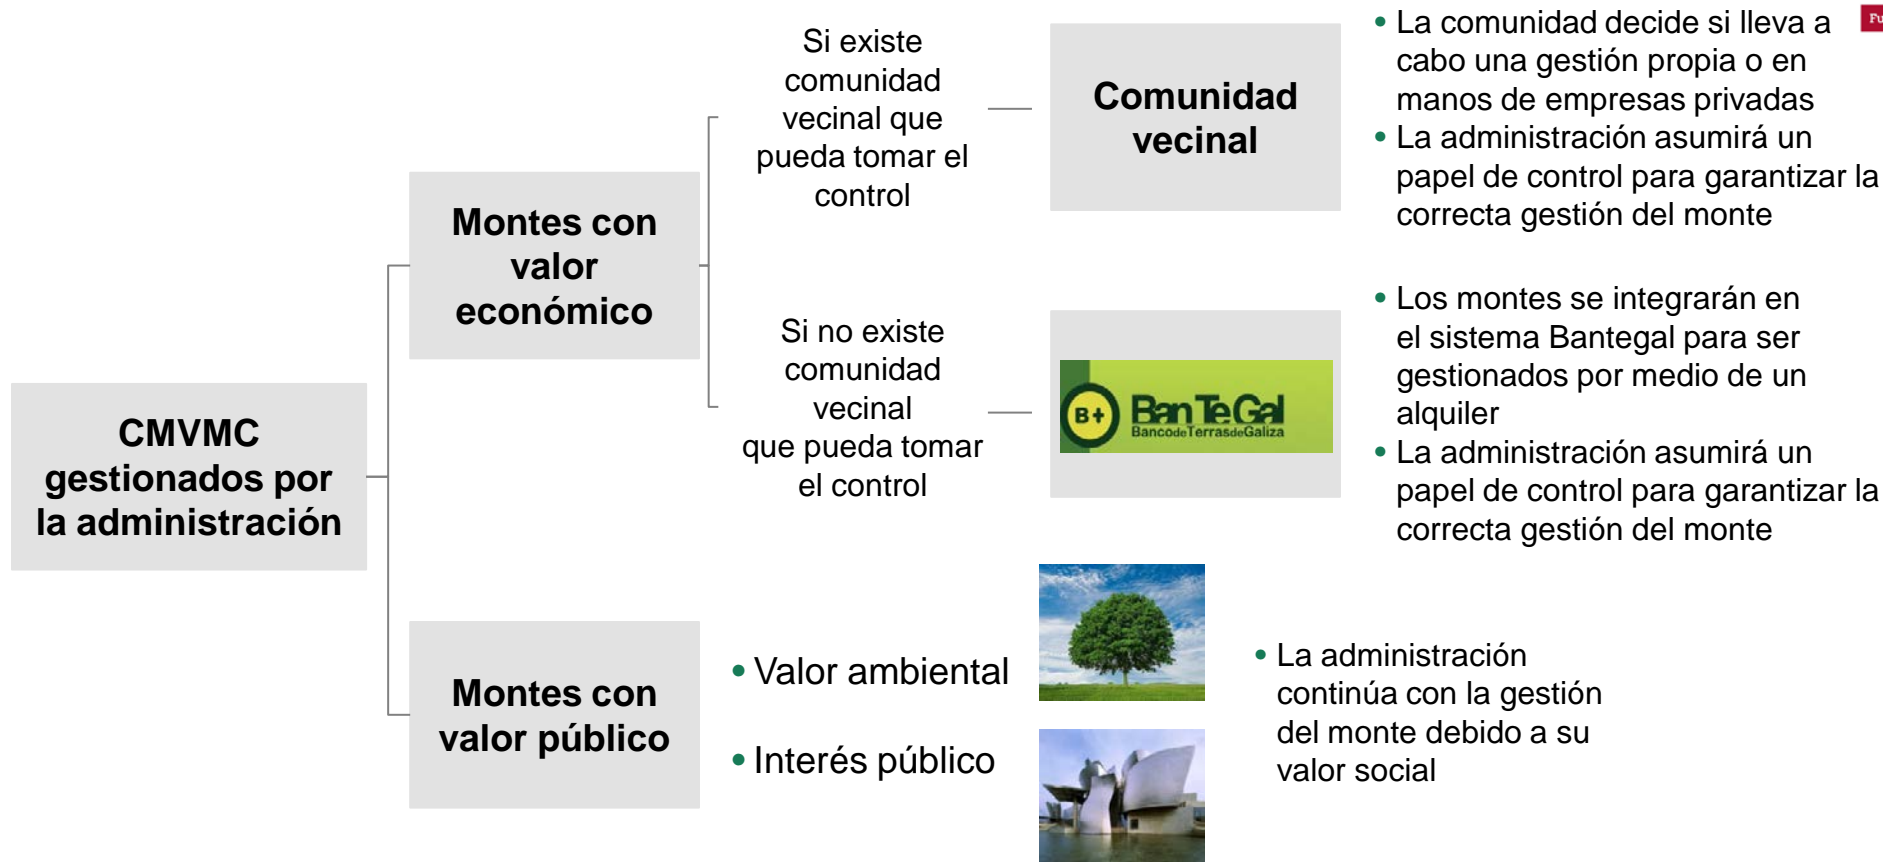 CMVMC
gestionados por
la administración
Montes con
valor
económico
Si existe
comunidad
vecinal que
pueda tomar el
control
Comunidad
vecinal
• La comunidad decide si lleva a
cabo una gestión propia o en
manos de empresas privadas
• La administración asumirá un
papel de control para garantizar la
correcta gestión del monte
Si no existe
comunidad
vecinal
que pueda tomar
el control
B+
BanTeGal
BancodeTerrasdeGaliza
• Los montes se integrarán en
el sistema Bantegal para ser
gestionados por medio de un
alquiler
• La administración asumirá un
papel de control para garantizar la
correcta gestión del monte
Montes con
valor público
• Valor ambiental
• Interés público
• La administración
continúa con la gestión
del monte debido a su
valor social